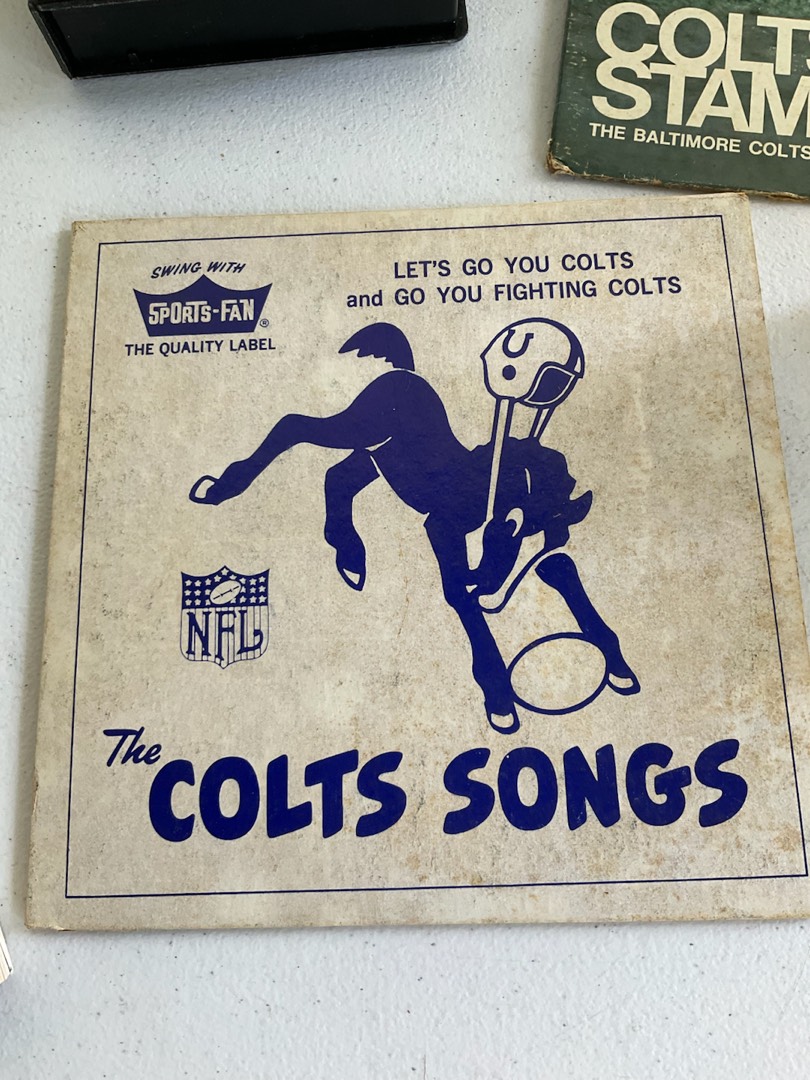 COLTS
STAM
THE BALTIMORE COLTS
SWING WITH
SPORTS-FAN®
THE QUALITY LABEL
LET'S GO YOU COLTS
and GO YOU FIGHTING COLTS
NFL
The
COLTS SONGS